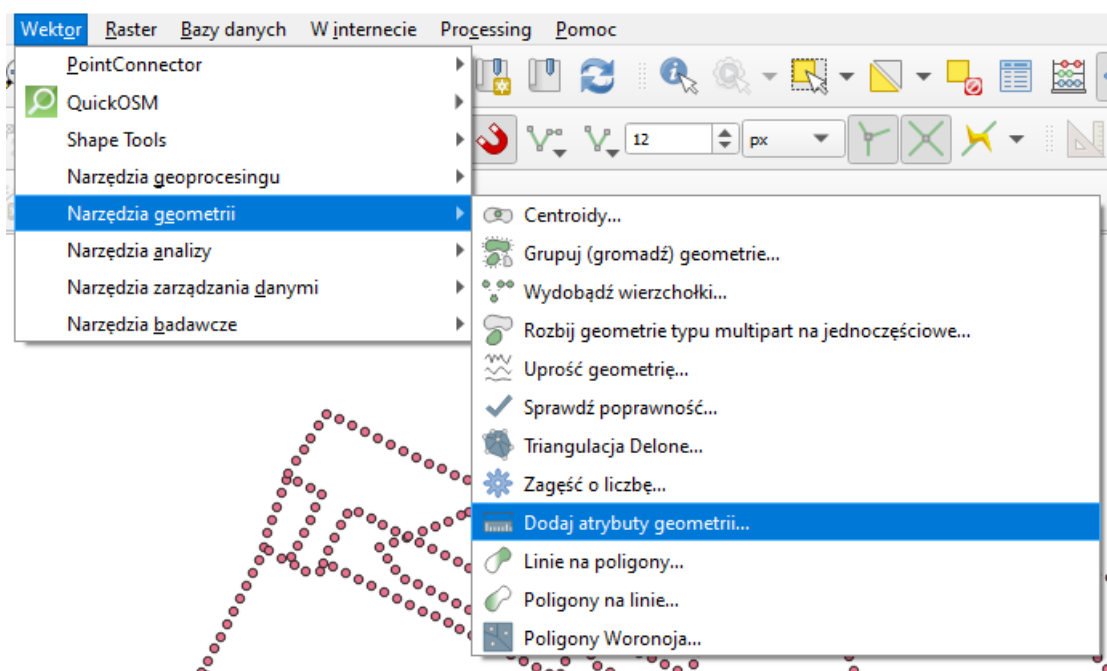 Wektor Raster Bazy danych W internecie Processing Pomoc
PointConnector
QuickOSM
Shape Tools
12 px
Narzędzia geoprocesingu
Narzędzia geometrii
Centroidy...
Narzędzia analizy
Grupuj (gromadź) geometrie...
Narzędzia zarządzania danymi
Wydobądź wierzchołki...
Narzędzia badawcze
Rozbij geometrie typu multipart na jednoczęściowe...
Uprość geometrię...
Sprawdź poprawność...
Triangulacja Delone...
Zagęść o liczbę...
Dodaj atrybuty geometrii...
Linie na poligony...
Poligony na linie...
Poligony Woronoja...